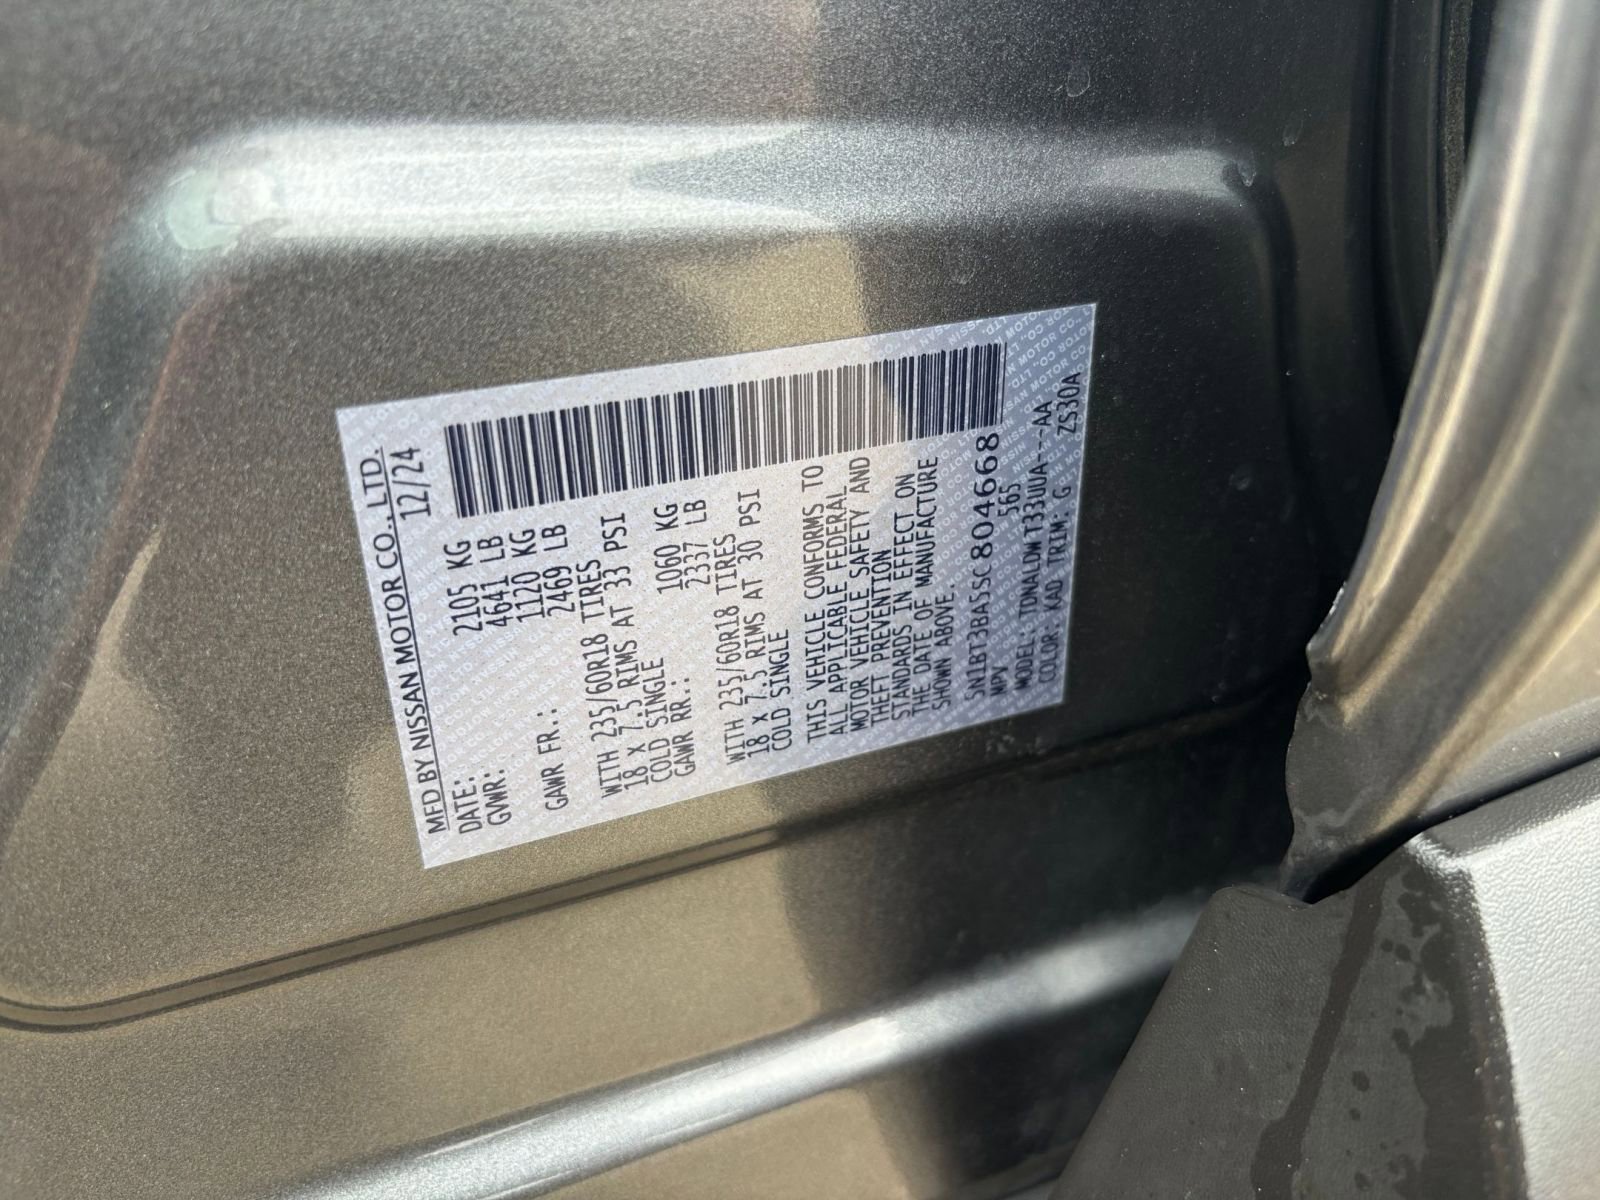 MFD BY NISSAN MOTOR CO., LTD.
DATE: 12/24
GVWR: 2105 KG
4641 LB
GAWR FR.: 1120 KG
2469 LB
WITH 235/60R18 TIRES
18 x 7.5 RIMS AT 33 PSI
COLD SINGLE
GAWR RR.: 1060 KG
2337 LB
WITH 235/60R18 TIRES
18 x 7.5 RIMS AT 30 PSI
COLD SINGLE
THIS VEHICLE CONFORMS TO
ALL APPLICABLE FEDERAL
MOTOR VEHICLE SAFETY AND
THEFT PREVENTION
STANDARDS IN EFFECT ON
THE DATE OF MANUFACTURE
SHOWN ABOVE.
5N1BT3BA5SC804668
MPV 565
MODEL: TDNALDW T33UUA---AA
COLOR: KAD TRIM: G ZS30A